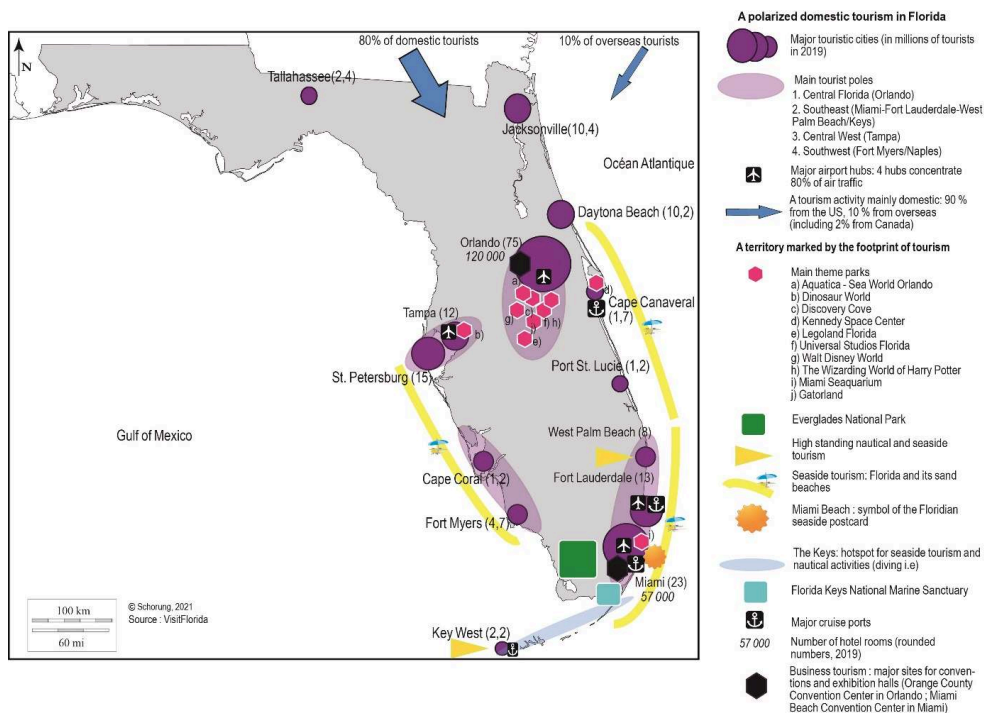 80% of domestic tourists
10% of overseas tourists
N
Tallahassee (2,4)
Jacksonville (10,4)
Océan Atlantique
Daytona Beach (10,2)
Orlando (75)
120 000
a)
d)
Cape Canaveral
(1,7)
c)
g)
f) h)
e)
Tampa (12)
b)
St. Petersburg (15)
Port St. Lucie (1,2)
Gulf of Mexico
West Palm Beach (8)
Fort Lauderdale (13)
Cape Coral (1,2)
Fort Myers (4,7)
i)
Miami (23)
57 000
Key West (2,2)
100 km
60 mi
© Schorung, 2021
Source : VisitFlorida
A polarized domestic tourism in Florida
Major touristic cities (in millions of tourists
in 2019)
Main tourist poles
1. Central Florida (Orlando)
2. Southeast (Miami-Fort Lauderdale-West
Palm Beach/Keys)
3. Central West (Tampa)
4. Southwest (Fort Myers/Naples)
Major airport hubs: 4 hubs concentrate
80% of air traffic
A tourism activity mainly domestic: 90 %
from the US, 10 % from overseas
(including 2% from Canada)
A territory marked by the footprint of tourism
Main theme parks
a) Aquatica - Sea World Orlando
b) Dinosaur World
c) Discovery Cove
d) Kennedy Space Center
e) Legoland Florida
f) Universal Studios Florida
g) Walt Disney World
h) The Wizarding World of Harry Potter
i) Miami Seaquarium
j) Gatorland
Everglades National Park
High standing nautical and seaside
tourism
Seaside tourism: Florida and its sand
beaches
Miami Beach : symbol of the Floridian
seaside postcard
The Keys: hotspot for seaside tourism and
nautical activities (diving i.e)
Florida Keys National Marine Sanctuary
Major cruise ports
57 000
Number of hotel rooms (rounded
numbers, 2019)
Business tourism : major sites for conven-
tions and exhibition halls (Orange County
Convention Center in Orlando ; Miami
Beach Convention Center in Miami)